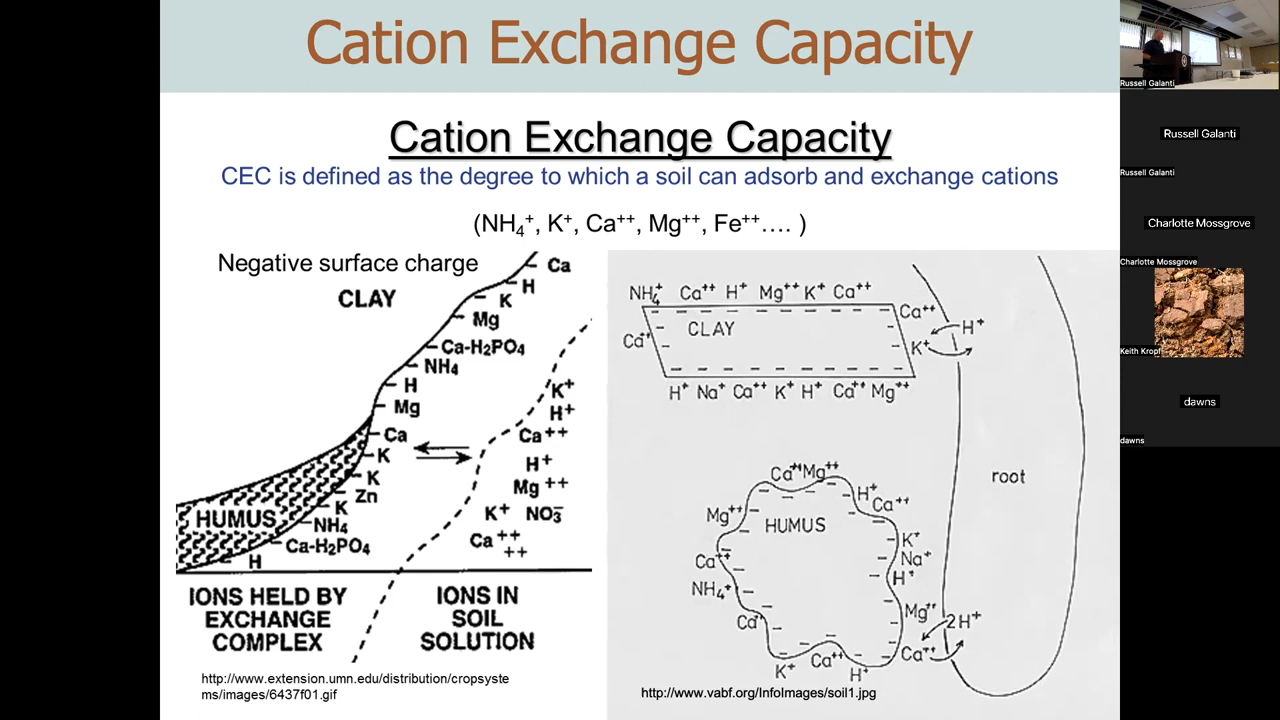 Cation Exchange Capacity
Cation Exchange Capacity
CEC is defined as the degree to which a soil can adsorb and exchange cations
(NH₄⁺, K⁺, Ca⁺⁺, Mg⁺⁺, Fe⁺⁺…. )
Negative surface charge
CLAY
Ca
H
K
Mg
Ca-H₂PO₄
NH₄
H
Mg
Ca
K
K
Zn
K
NH₄
Ca-H₂PO₄
H
HUMUS
K⁺
H⁺
Ca⁺⁺
H⁺
Mg⁺⁺
K⁺ NO₃⁻
Ca⁺⁺
⁺⁺
IONS HELD BY
EXCHANGE
COMPLEX
IONS IN
SOIL
SOLUTION
http://www.extension.umn.edu/distribution/cropsyste
ms/images/6437f01.gif
NH₄⁺ Ca⁺⁺ H⁺ Mg⁺⁺ K⁺ Ca⁺⁺
Ca⁺⁺
H⁺
CLAY
K⁺
H⁺ Na⁺ Ca⁺⁺ K⁺ H⁺ Ca⁺⁺ Mg⁺⁺
root
Ca⁺⁺ Mg⁺⁺
H⁺
Ca⁺⁺
Mg⁺⁺
HUMUS
K⁺
Na⁺
Ca⁺⁺
H⁺
NH₄⁺
Mg⁺⁺
2H⁺
Ca⁺⁺
K⁺
Ca⁺⁺
H⁺
http://www.vabf.org/InfoImages/soil1.jpg
Russell Galanti
Russell Galanti
Russell Galanti
Charlotte Mossgrove
Charlotte Mossgrove
Keith Kropf
dawns
dawns